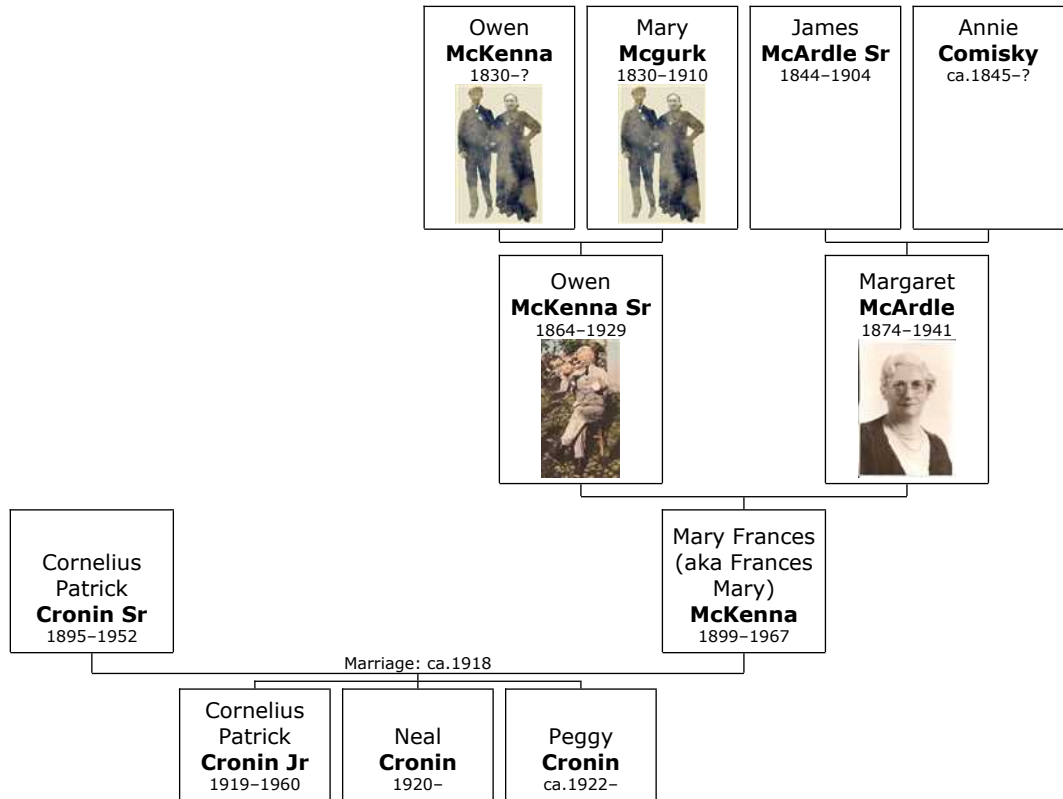 Owen
McKenna
1830–?
Mary
Mcgurk
1830–1910
James
McArdle Sr
1844–1904
Annie
Comisky
ca.1845–?
Owen
McKenna Sr
1864–1929
Margaret
McArdle
1874–1941
Cornelius
Patrick
Cronin Sr
1895–1952
Mary Frances
(aka Frances
Mary)
McKenna
1899–1967
Marriage: ca.1918
Cornelius
Patrick
Cronin Jr
1919–1960
Neal
Cronin
1920–
Peggy
Cronin
ca.1922–